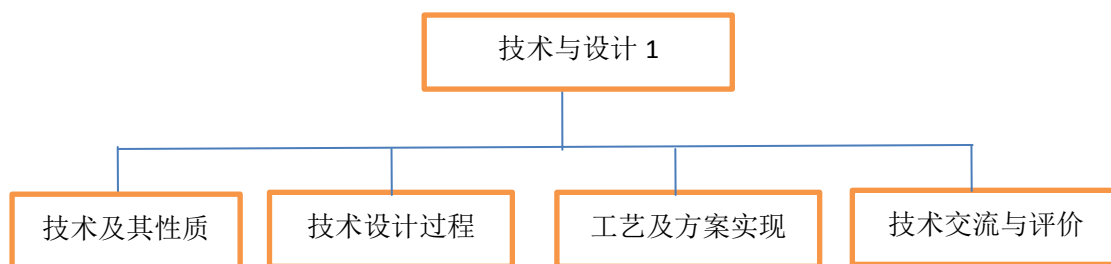 技术与设计 1
技术及其性质
技术设计过程
工艺及方案实现
技术交流与评价